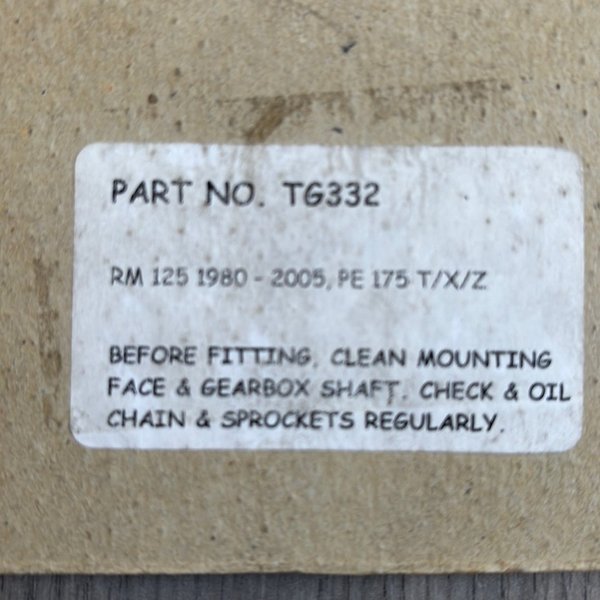 PART NO. TG332
RM 125 1980 - 2005, PE 175 T/X/Z
BEFORE FITTING, CLEAN MOUNTING
FACE & GEARBOX SHAFT. CHECK & OIL
CHAIN & SPROCKETS REGULARLY.